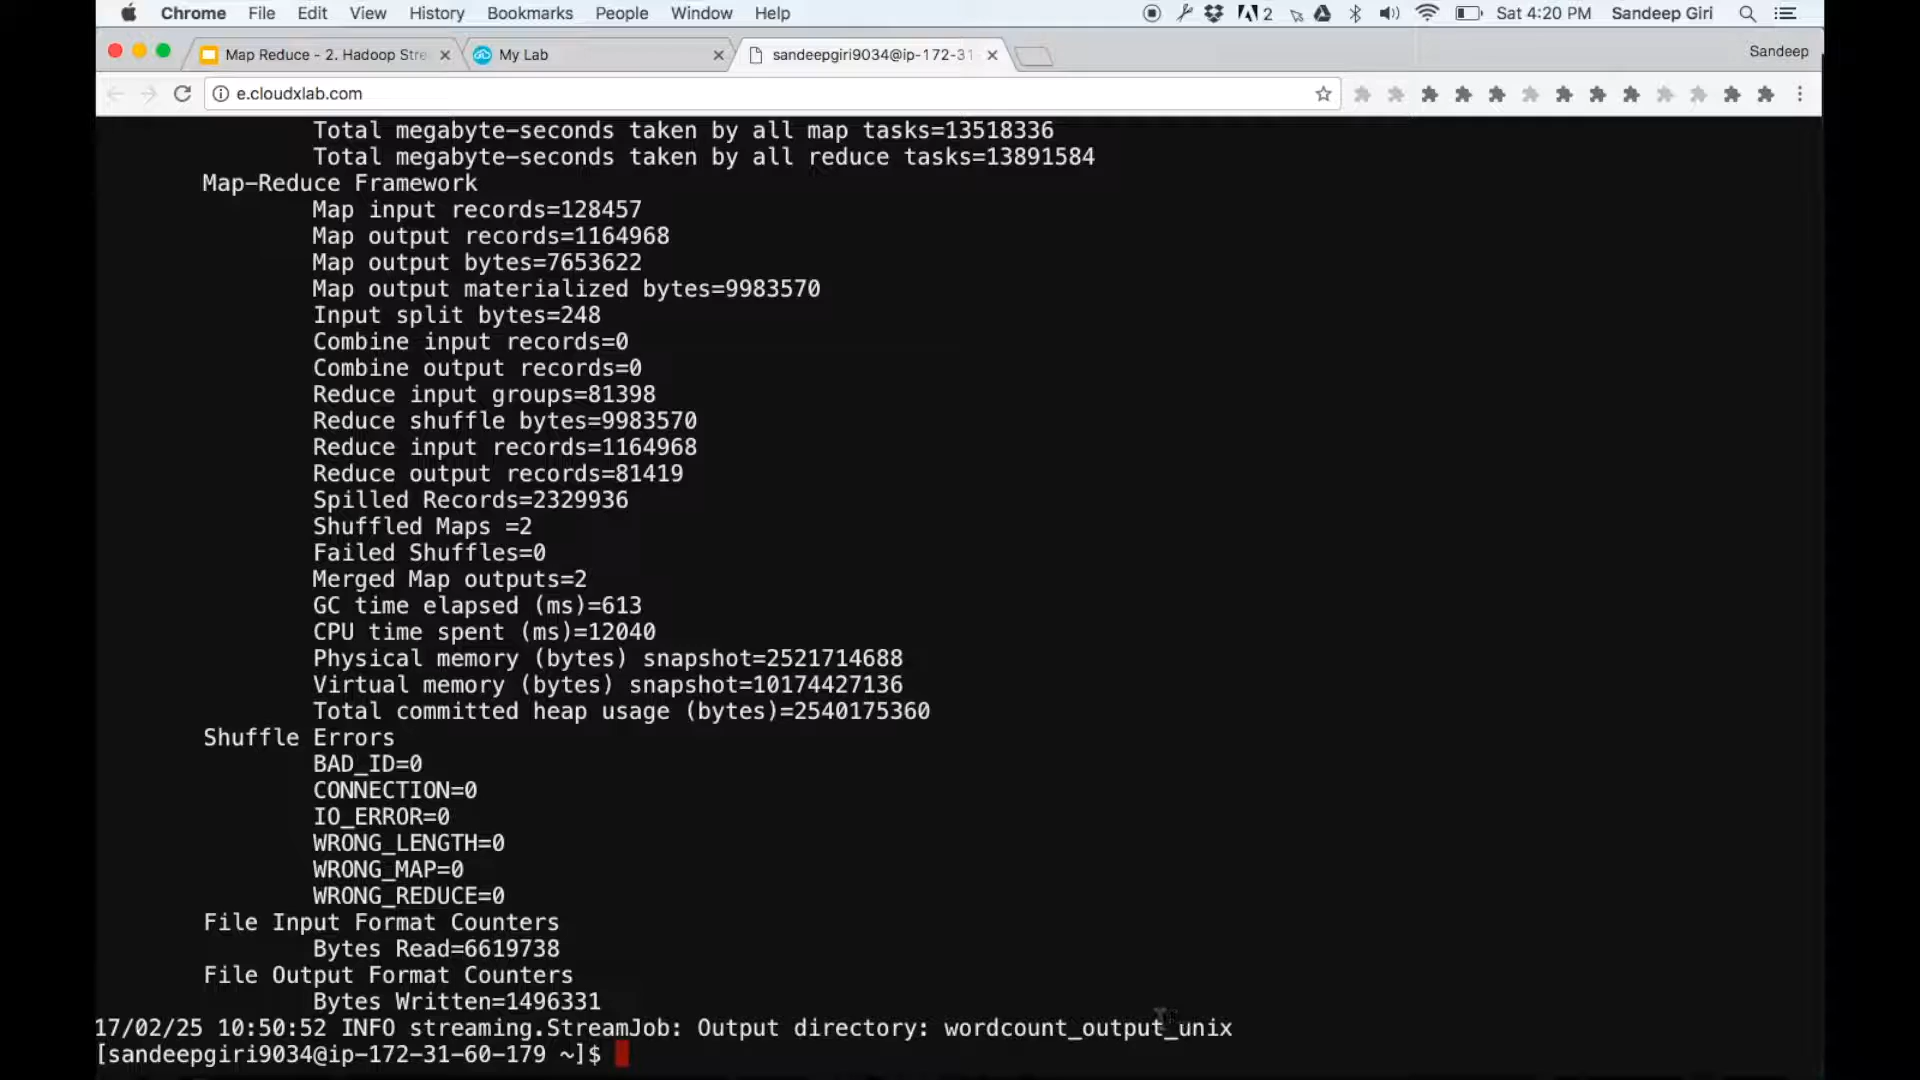 Chrome File Edit View History Bookmarks People Window Help 2 Sat 4:20 PM Sandeep Giri
Map Reduce - 2. Hadoop Stre My Lab sandeepgiri9034@ip-172-31 Sandeep
e.cloudxlab.com
Total megabyte-seconds taken by all map tasks=13518336
Total megabyte-seconds taken by all reduce tasks=13891584
Map-Reduce Framework
Map input records=128457
Map output records=1164968
Map output bytes=7653622
Map output materialized bytes=9983570
Input split bytes=248
Combine input records=0
Combine output records=0
Reduce input groups=81398
Reduce shuffle bytes=9983570
Reduce input records=1164968
Reduce output records=81419
Spilled Records=2329936
Shuffled Maps =2
Failed Shuffles=0
Merged Map outputs=2
GC time elapsed (ms)=613
CPU time spent (ms)=12040
Physical memory (bytes) snapshot=2521714688
Virtual memory (bytes) snapshot=10174427136
Total committed heap usage (bytes)=2540175360
Shuffle Errors
BAD_ID=0
CONNECTION=0
IO_ERROR=0
WRONG_LENGTH=0
WRONG_MAP=0
WRONG_REDUCE=0
File Input Format Counters
Bytes Read=6619738
File Output Format Counters
Bytes Written=1496331
17/02/25 10:50:52 INFO streaming.StreamJob: Output directory: wordcount_output_unix
[sandeepgiri9034@ip-172-31-60-179 ~]$